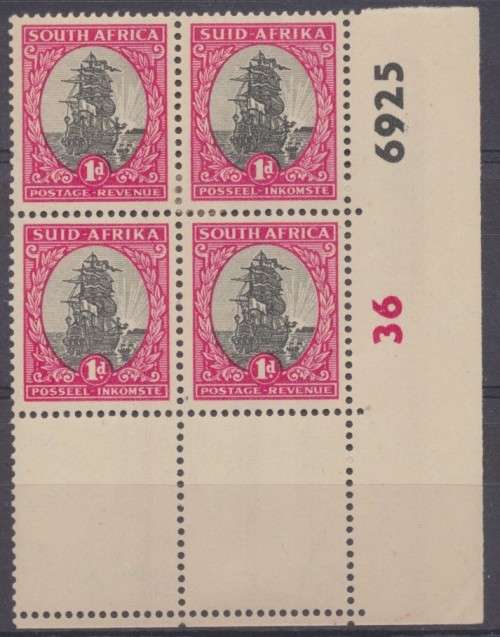 SOUTH AFRICA
1d
POSTAGE-REVENUE
SUID-AFRIKA
1d
POSSEEL-INKOMSTE
6925
SUID-AFRIKA
1d
POSSEEL-INKOMSTE
SOUTH AFRICA
1d
POSTAGE-REVENUE
36